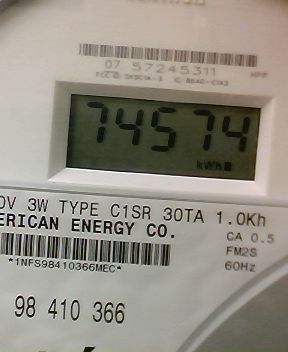 07 57245311
74574
kWh
0V 3W TYPE C1SR 30TA 1.0Kh
ERICAN ENERGY CO.
CA 0.5
FM2S
60Hz
*1NFS98410366MEC*
98 410 366